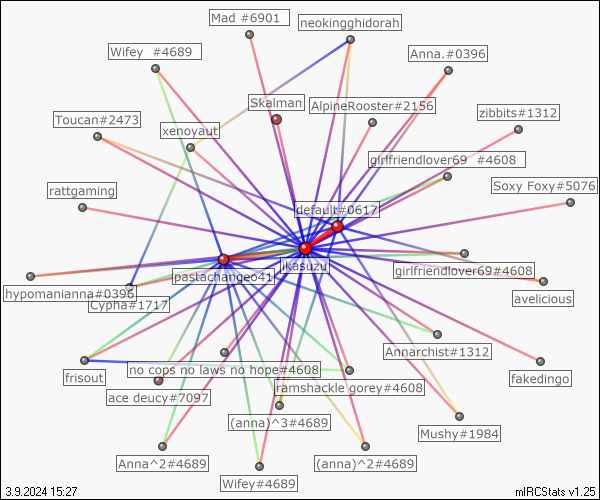 Mad #6901
neokingghidorah
Wifey  #4689
Anna.#0396
Skalman
AlpineRooster#2156
zibbits#1312
Toucan#2473
xenoyaut
girlfriendlover69  #4608
rattgaming
Soxy Foxy#5076
default#0617
ikasuzu
pastachangeo41
girlfriendlover69#4608
hypomanianna#0396
Cypha#1717
avelicious
Annarchist#1312
frisout
no cops no laws no hope#4608
fakedingo
ramshackle gorey#4608
ace deucy#7097
(anna)^3#4689
Mushy#1984
Anna^2#4689
(anna)^2#4689
Wifey#4689
3.9.2024 15:27
mIRCStats v1.25